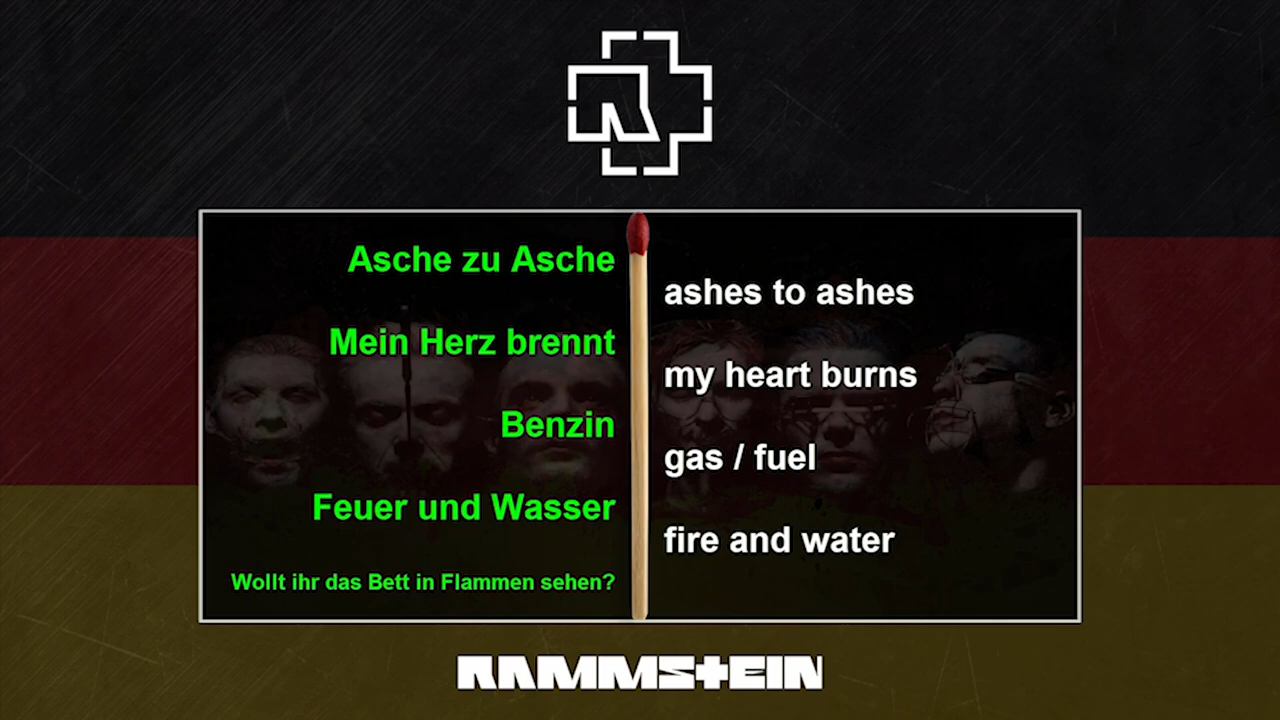 Asche zu Asche
ashes to ashes
Mein Herz brennt
my heart burns
Benzin
gas / fuel
Feuer und Wasser
fire and water
Wollt ihr das Bett in Flammen sehen?
RAMMSTEIN